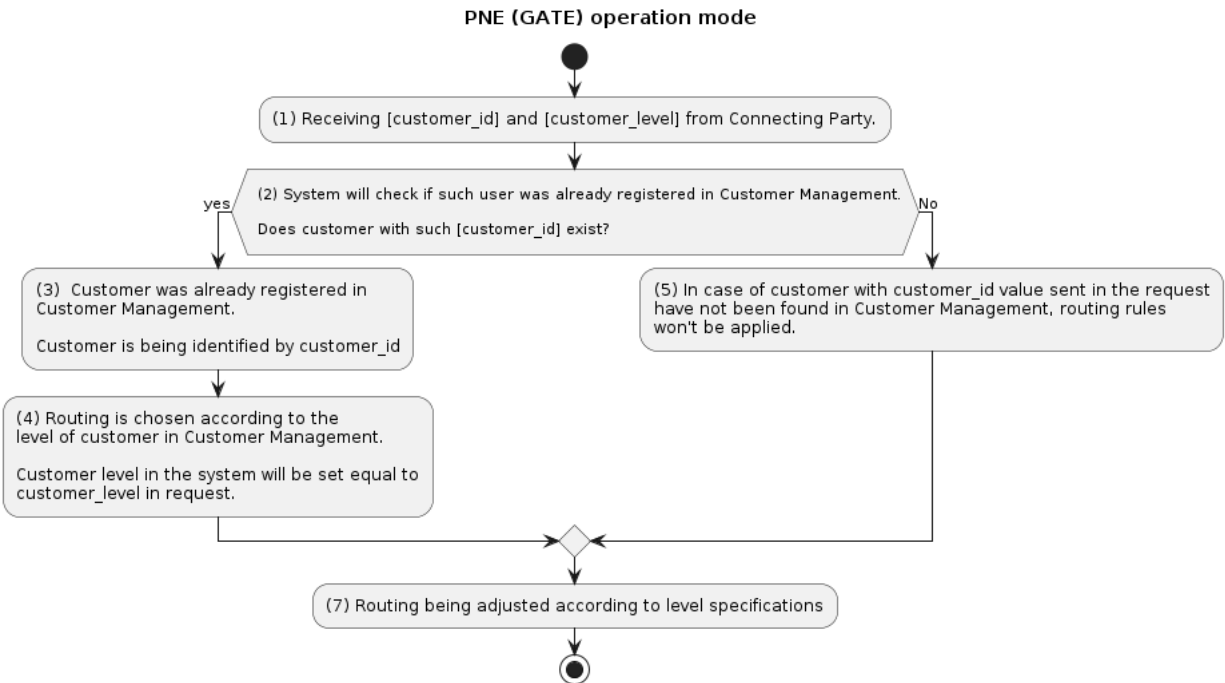 PNE (GATE) operation mode
(1) Receiving [customer_id] and [customer_level] from Connecting Party.
(2) System will check if such user was already registered in Customer Management.
Does customer with such [customer_id] exist?
yes
No
(3)  Customer was already registered in
Customer Management.
Customer is being identified by customer_id
(4) Routing is chosen according to the
level of customer in Customer Management.
Customer level in the system will be set equal to
customer_level in request.
(5) In case of customer with customer_id value sent in the request
have not been found in Customer Management, routing rules
won't be applied.
(7) Routing being adjusted according to level specifications